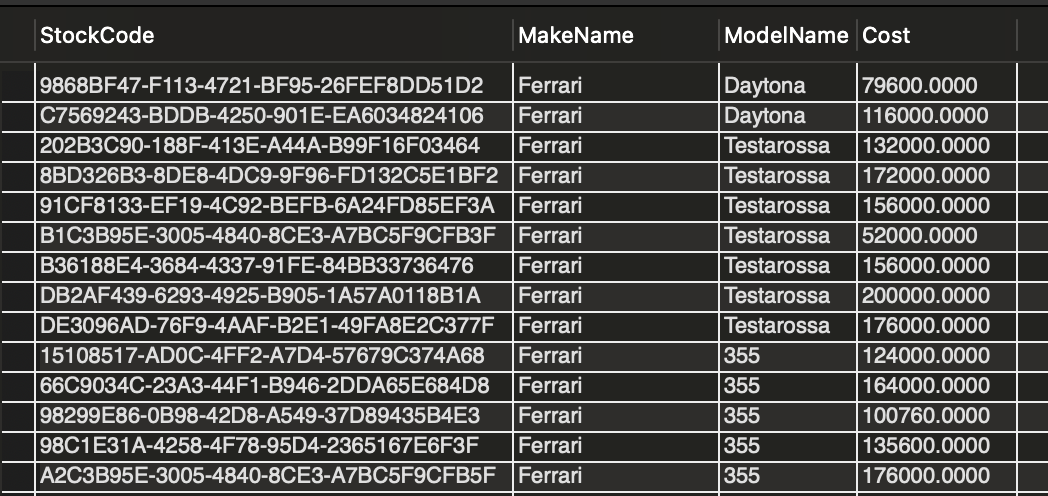 StockCode MakeName ModelName Cost
9868BF47-F113-4721-BF95-26FEF8DD51D2 Ferrari Daytona 79600.0000
C7569243-BDDB-4250-901E-EA6034824106 Ferrari Daytona 116000.0000
202B3C90-188F-413E-A44A-B99F16F03464 Ferrari Testarossa 132000.0000
8BD326B3-8DE8-4DC9-9F96-FD132C5E1BF2 Ferrari Testarossa 172000.0000
91CF8133-EF19-4C92-BEFB-6A24FD85EF3A Ferrari Testarossa 156000.0000
B1C3B95E-3005-4840-8CE3-A7BC5F9CFB3F Ferrari Testarossa 52000.0000
B36188E4-3684-4337-91FE-84BB33736476 Ferrari Testarossa 156000.0000
DB2AF439-6293-4925-B905-1A57A0118B1A Ferrari Testarossa 200000.0000
DE3096AD-76F9-4AAF-B2E1-49FA8E2C377F Ferrari Testarossa 176000.0000
15108517-AD0C-4FF2-A7D4-57679C374A68 Ferrari 355 124000.0000
66C9034C-23A3-44F1-B946-2DDA65E684D8 Ferrari 355 164000.0000
98299E86-0B98-42D8-A549-37D89435B4E3 Ferrari 355 100760.0000
98C1E31A-4258-4F78-95D4-2365167E6F3F Ferrari 355 135600.0000
A2C3B95E-3005-4840-8CE3-A7BC5F9CFB5F Ferrari 355 176000.0000